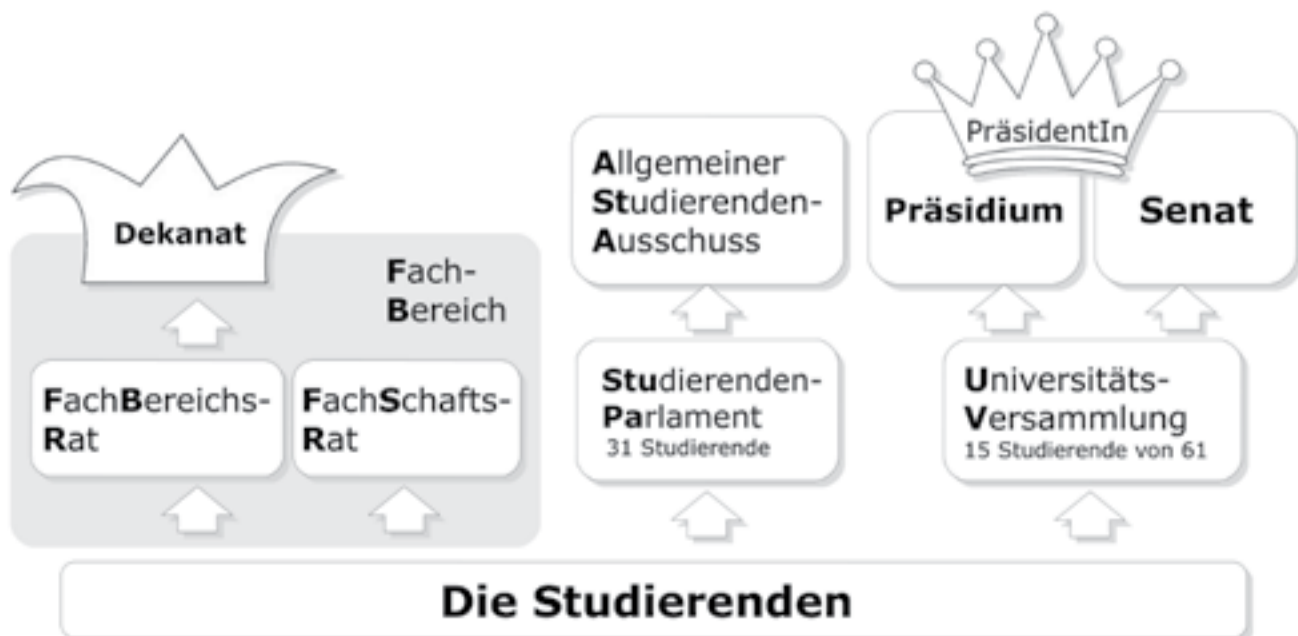 Dekanat
Fach-
Bereich
FachBereichs-
Rat
FachSchafts-
Rat
Allgemeiner
Studierenden-
Ausschuss
Studierenden-
Parlament
31 Studierende
PräsidentIn
Präsidium
Senat
Universitäts-
Versammlung
15 Studierende von 61
Die Studierenden